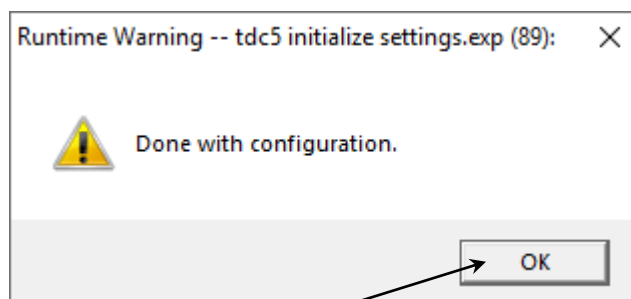 Runtime Warning -- tdc5 initialize settings.exp (89):
Done with configuration.
OK